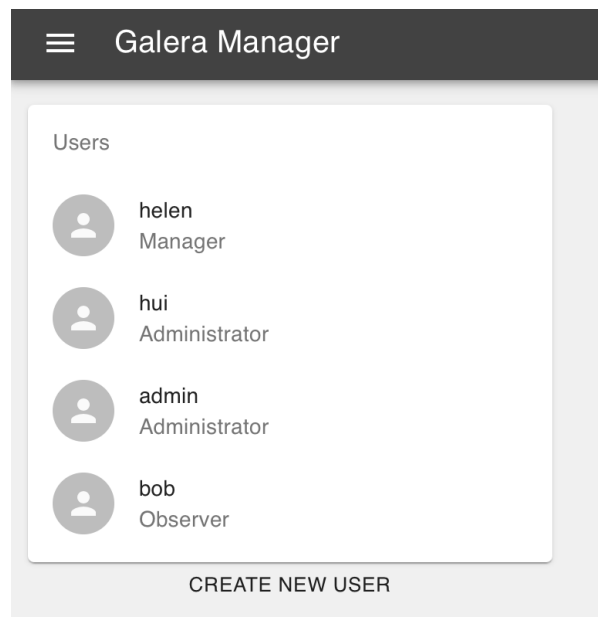 Galera Manager
Users
helen
Manager
hui
Administrator
admin
Administrator
bob
Observer
CREATE NEW USER